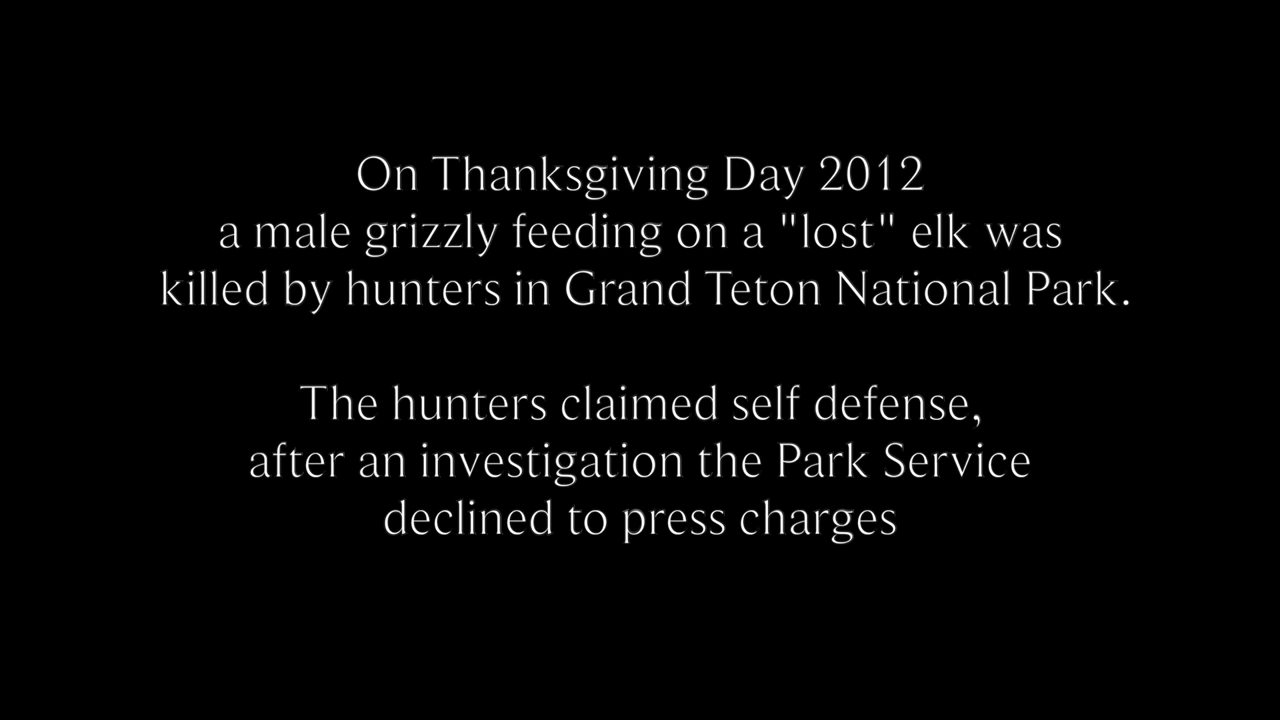 On Thanksgiving Day 2012
a male grizzly feeding on a "lost" elk was
killed by hunters in Grand Teton National Park.
The hunters claimed self defense,
after an investigation the Park Service
declined to press charges